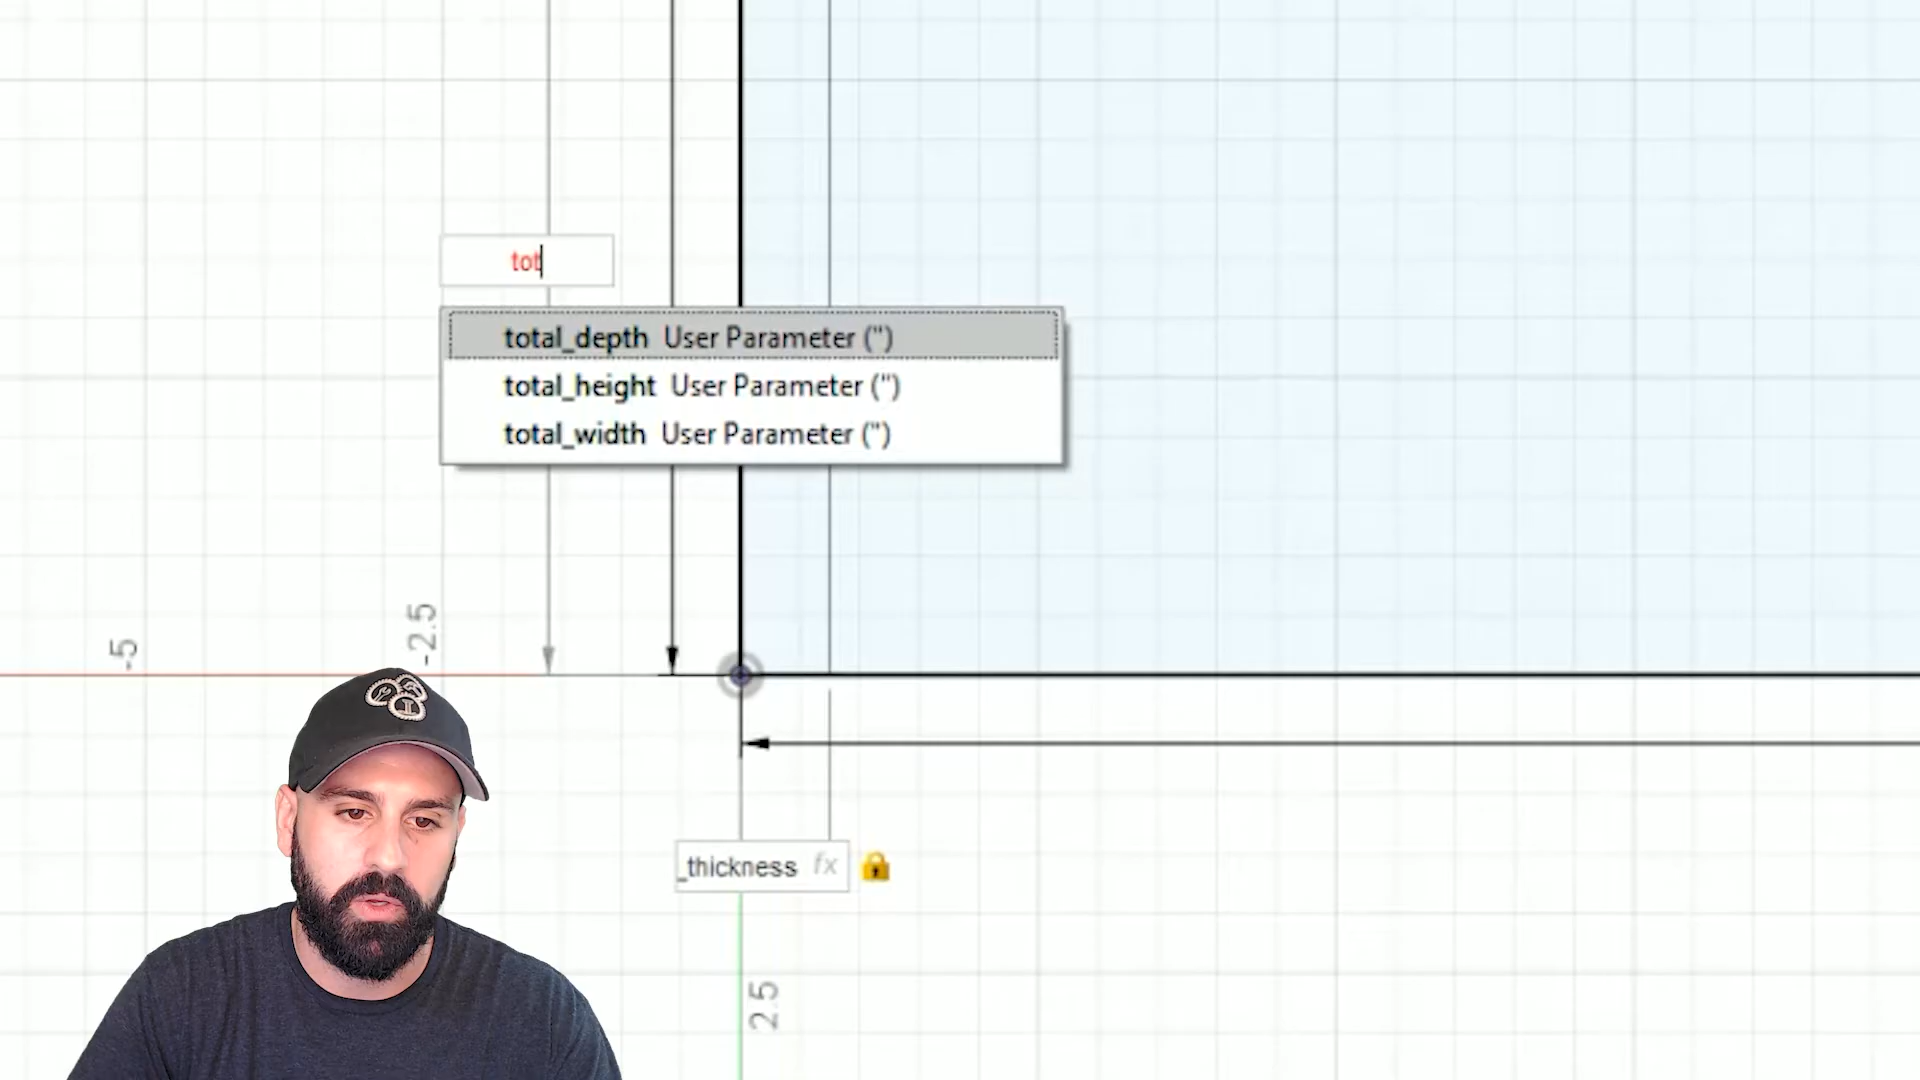 tot
total_depth User Parameter (")
total_height User Parameter (")
total_width User Parameter (")
-5
-2.5
_thickness fx
2.5